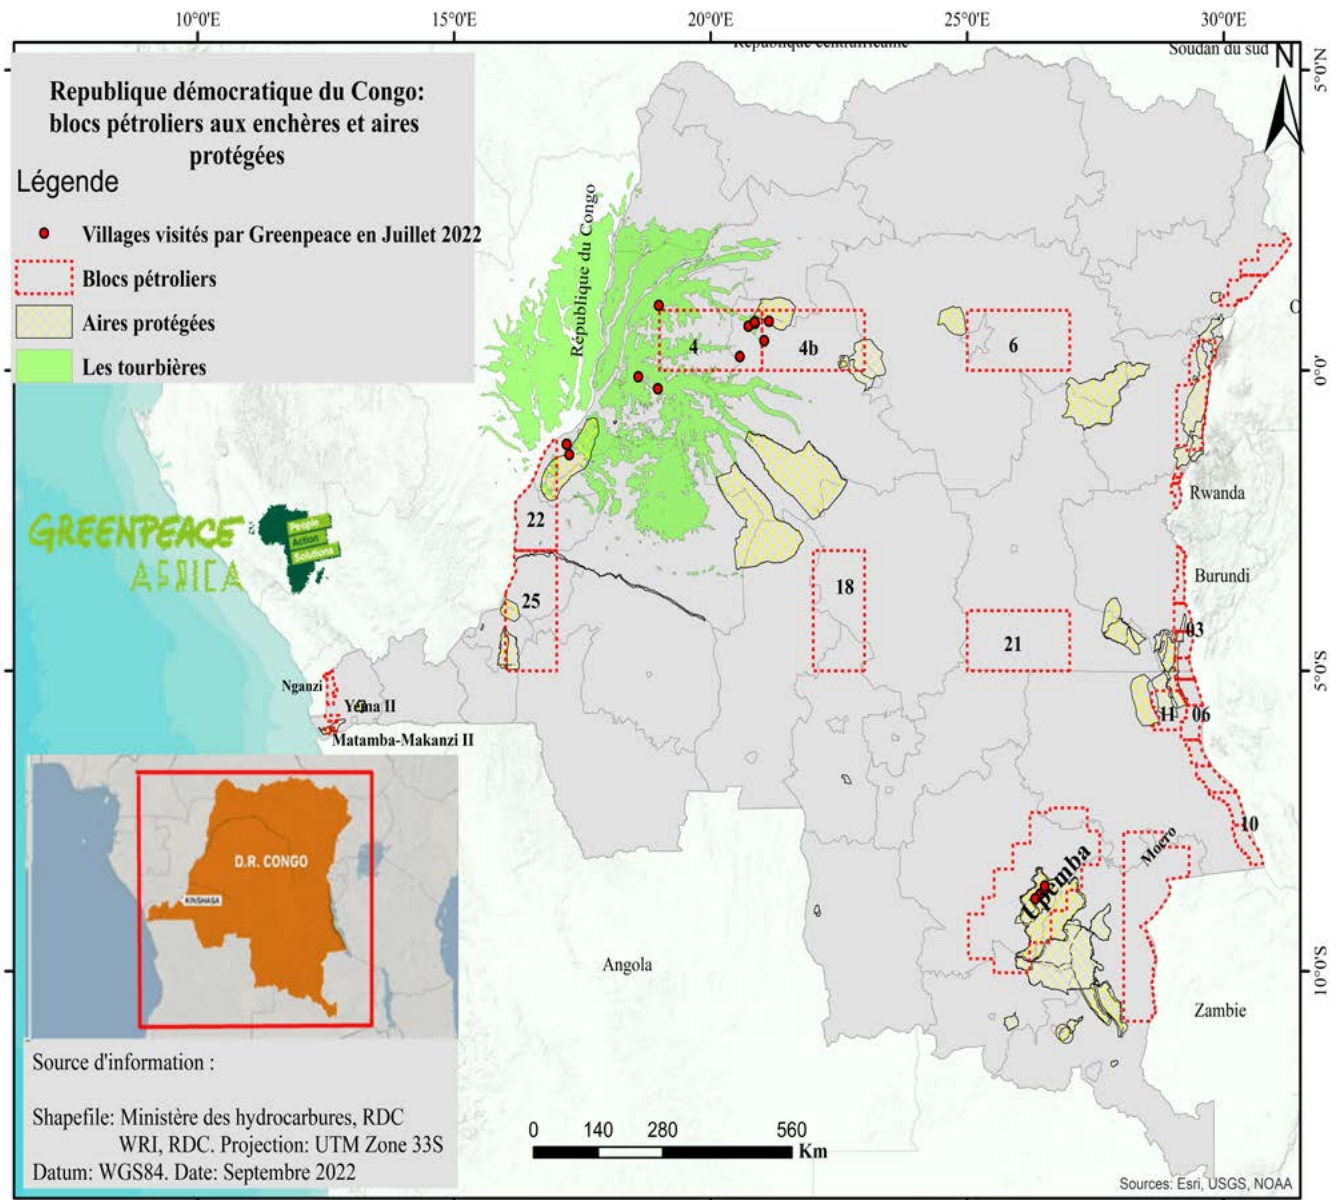 10°0'E
15°0'E
20°0'E
25°0'E
30°0'E
République centrafricaine
Soudan du sud
N
5°0'N
0°0'
5°0'S
10°0'S
Republique démocratique du Congo:
blocs pétroliers aux enchères et aires
protégées
Légende
Villages visités par Greenpeace en Juillet 2022
Blocs pétroliers
Aires protégées
Les tourbières
République du Congo
4
4b
6
22
25
18
21
Rwanda
Burundi
03
11
06
10
Nganzi
Yema II
Matamba-Makanzi II
Upemba
Moero
Angola
Zambie
GREENPEACE
AFRICA
People
Action
Solutions
D.R. CONGO
KINSHASA
Source d'information :
Shapefile: Ministère des hydrocarbures, RDC
WRI, RDC. Projection: UTM Zone 33S
Datum: WGS84. Date: Septembre 2022
0 140 280 560
Km
Sources: Esri, USGS, NOAA